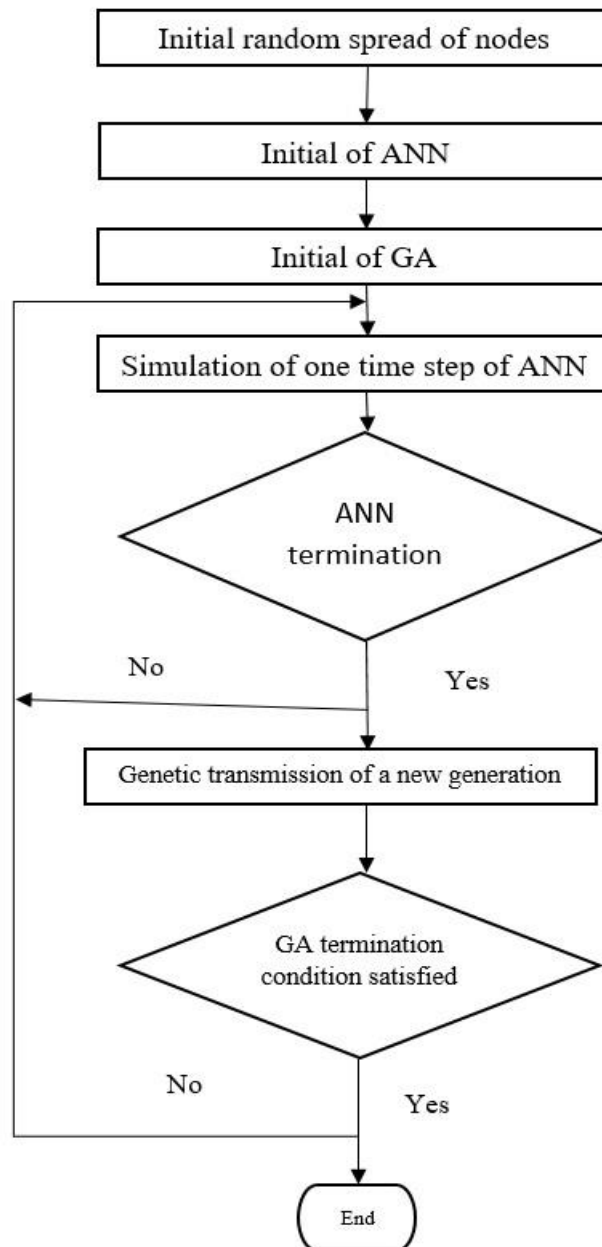 Initial random spread of nodes
Initial of ANN
Initial of GA
Simulation of one time step of ANN
ANN
termination
No
Yes
Genetic transmission of a new generation
GA termination
condition satisfied
No
Yes
End